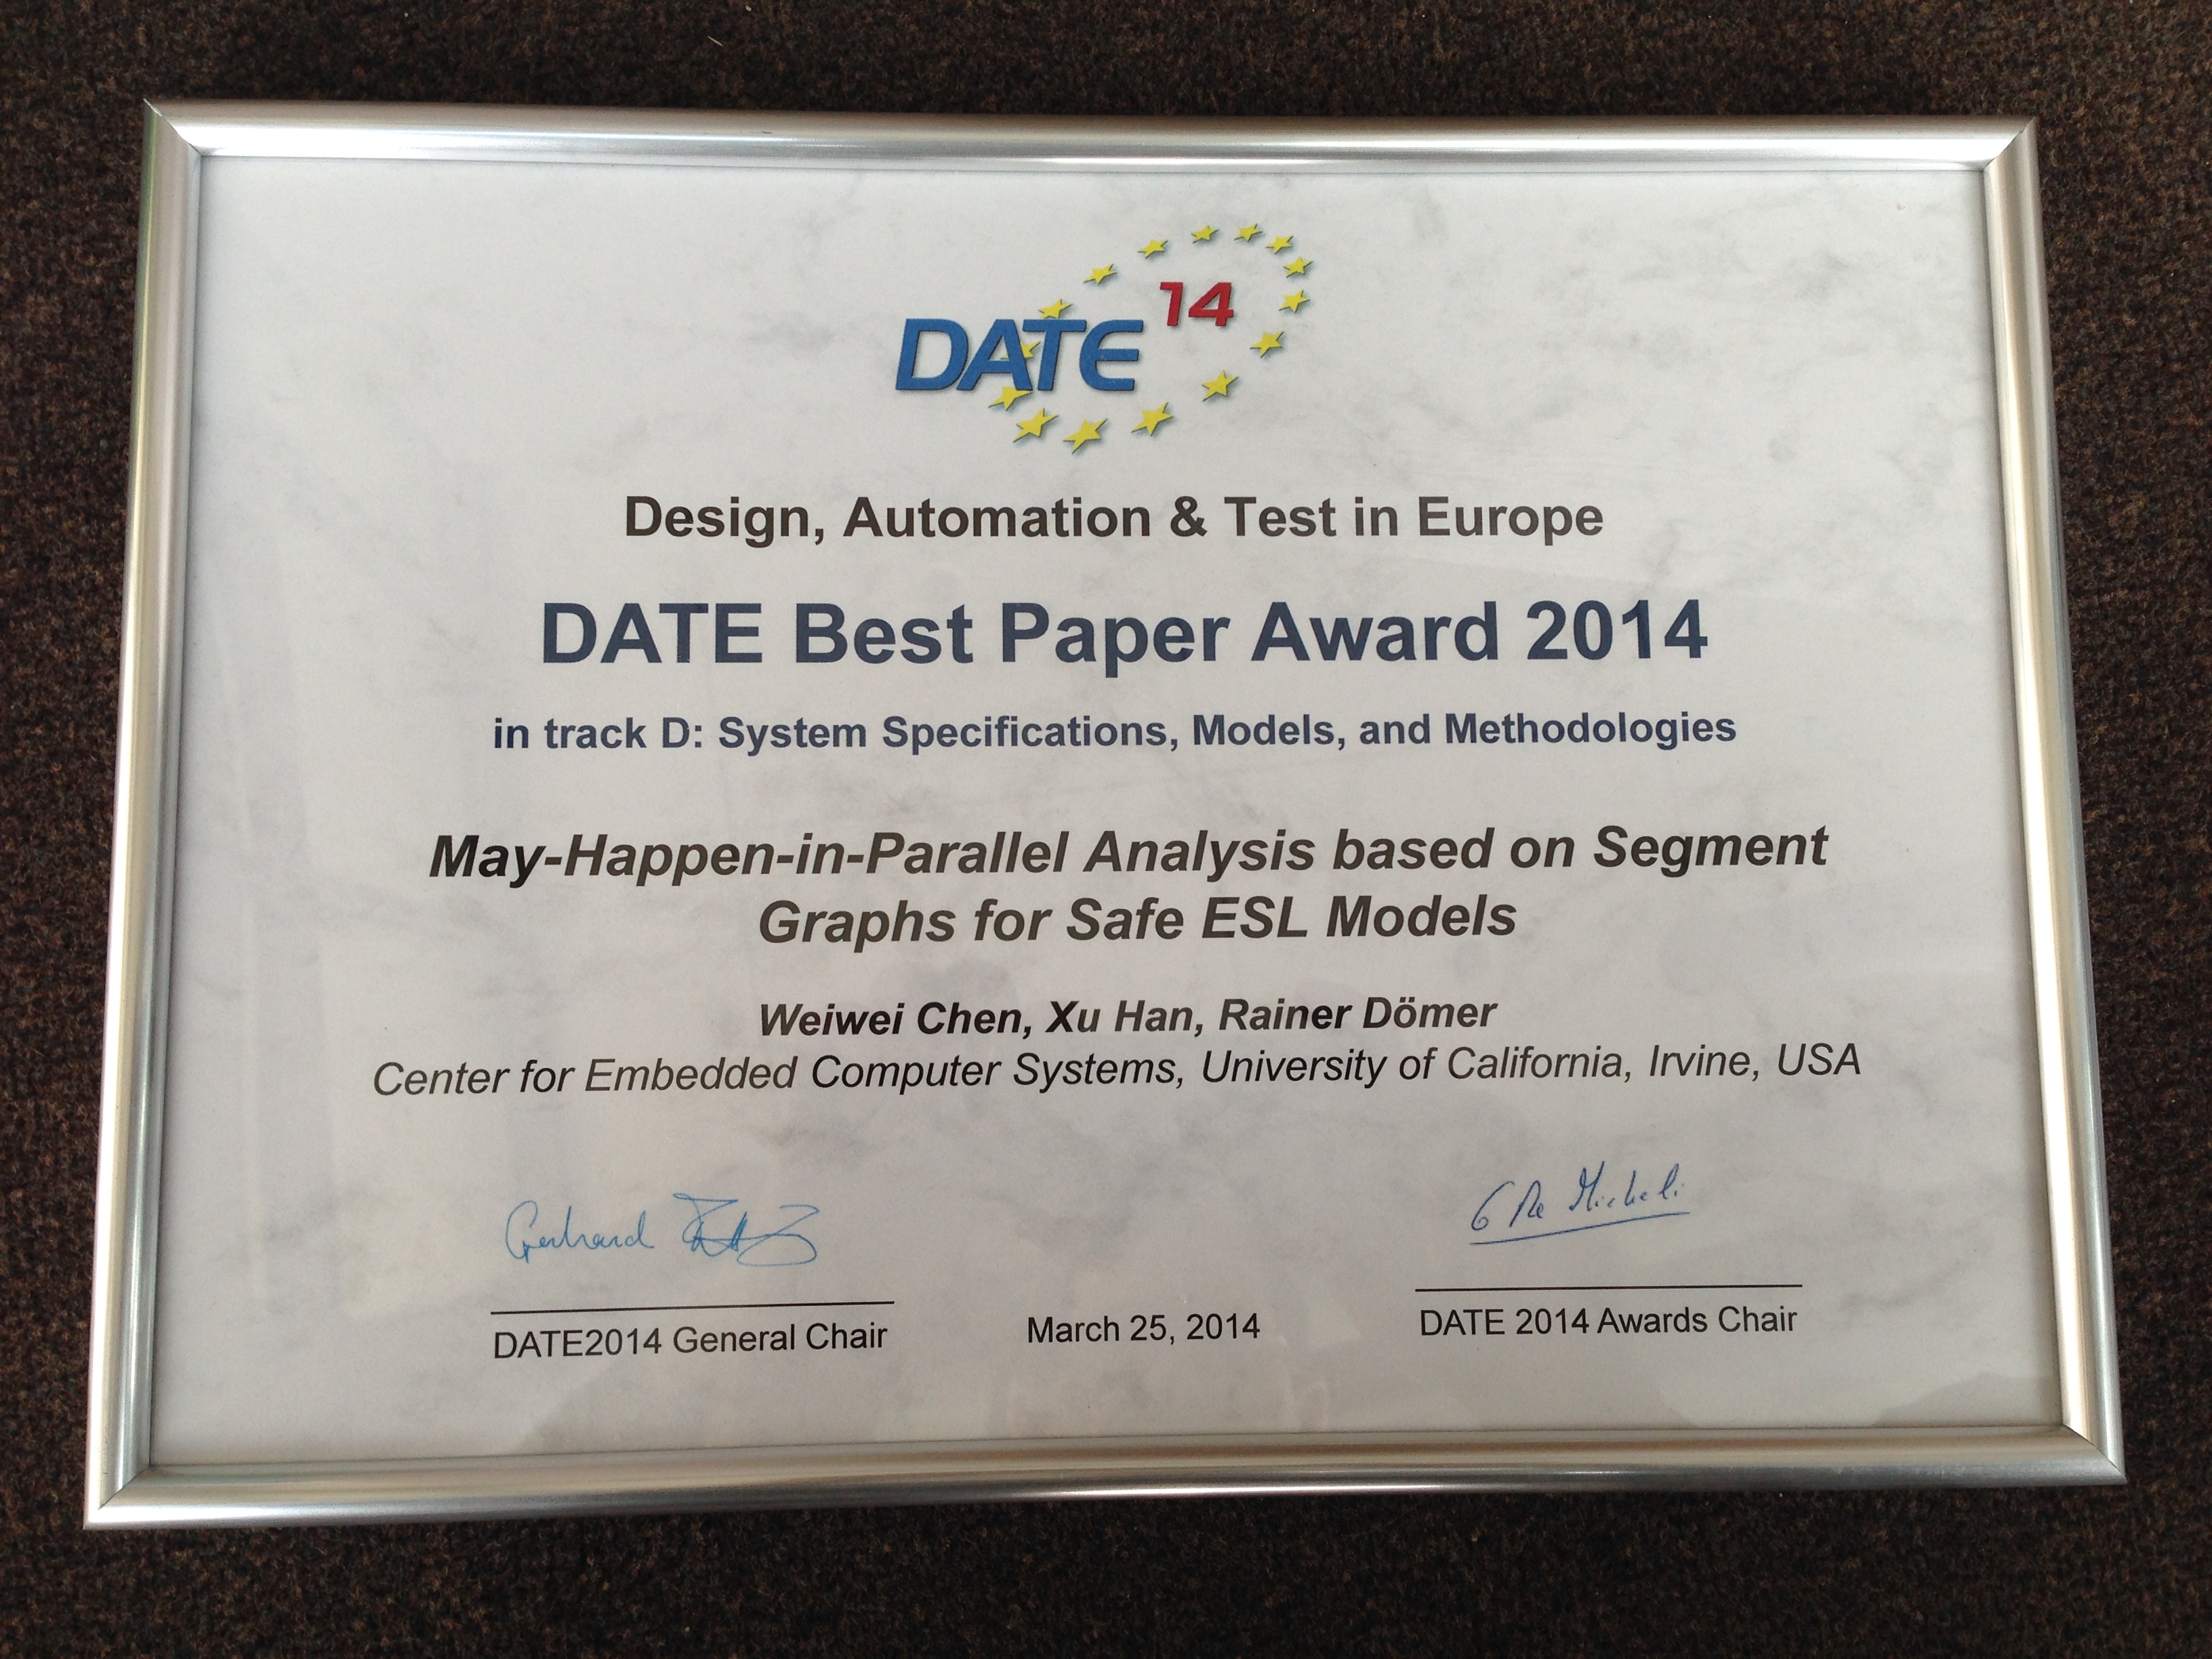 DATE 14
Design, Automation & Test in Europe
DATE Best Paper Award 2014
in track D: System Specifications, Models, and Methodologies
May-Happen-in-Parallel Analysis based on Segment
Graphs for Safe ESL Models
Weiwei Chen, Xu Han, Rainer Dömer
Center for Embedded Computer Systems, University of California, Irvine, USA
Gerhard
G De Micheli
DATE2014 General Chair
March 25, 2014
DATE 2014 Awards Chair